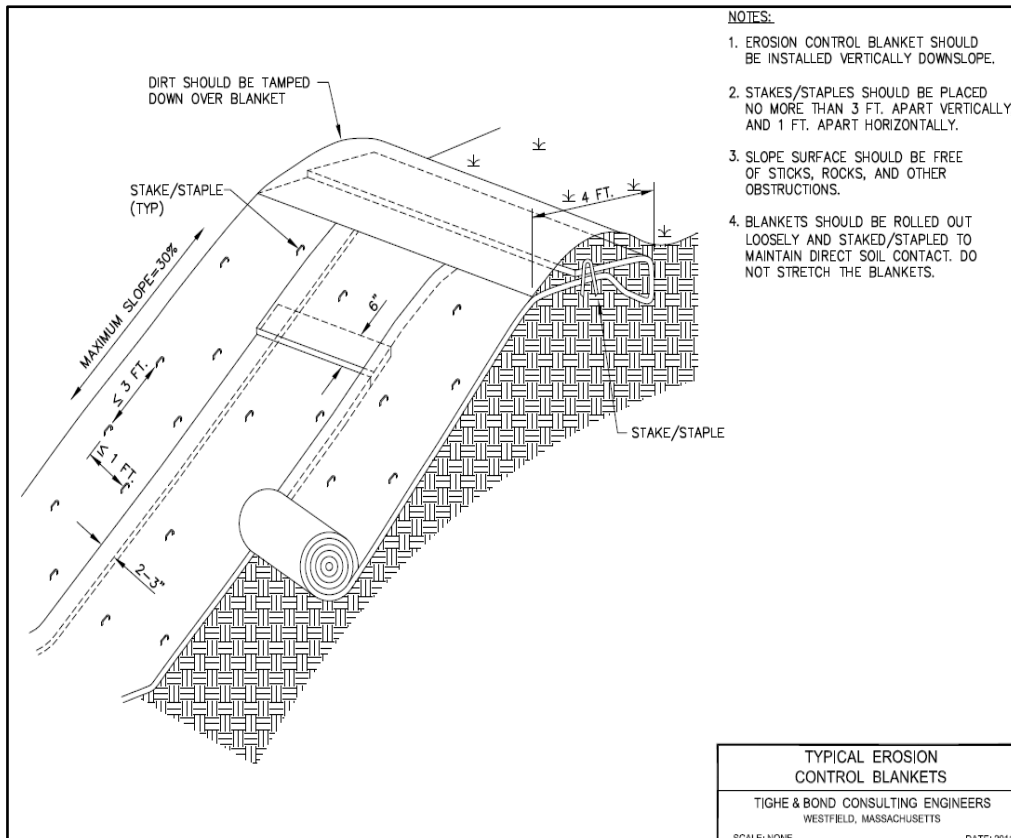 NOTES:
1. EROSION CONTROL BLANKET SHOULD
BE INSTALLED VERTICALLY DOWNSLOPE.
2. STAKES/STAPLES SHOULD BE PLACED
NO MORE THAN 3 FT. APART VERTICALLY
AND 1 FT. APART HORIZONTALLY.
3. SLOPE SURFACE SHOULD BE FREE
OF STICKS, ROCKS, AND OTHER
OBSTRUCTIONS.
4. BLANKETS SHOULD BE ROLLED OUT
LOOSELY AND STAKED/STAPLED TO
MAINTAIN DIRECT SOIL CONTACT. DO
NOT STRETCH THE BLANKETS.
DIRT SHOULD BE TAMPED
DOWN OVER BLANKET
STAKE/STAPLE
(TYP)
4 FT.
MAXIMUM SLOPE=30%
6"
≤ 3 FT.
≤ 1 FT.
STAKE/STAPLE
2-3"
TYPICAL EROSION
CONTROL BLANKETS
TIGHE & BOND CONSULTING ENGINEERS
WESTFIELD, MASSACHUSETTS
SCALE: NONE